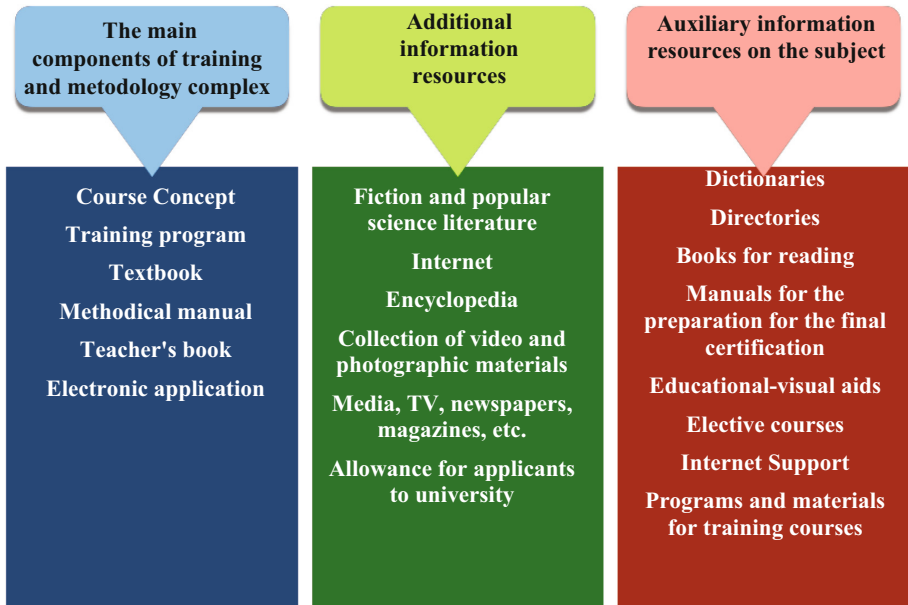 The main
components of training
and metodology complex
Course Concept
Training program
Textbook
Methodical manual
Teacher's book
Electronic application
Additional
information
resources
Fiction and popular
science literature
Internet
Encyclopedia
Collection of video and
photographic materials
Media, TV, newspapers,
magazines, etc.
Allowance for applicants
to university
Auxiliary information
resources on the subject
Dictionaries
Directories
Books for reading
Manuals for the
preparation for the final
certification
Educational-visual aids
Elective courses
Internet Support
Programs and materials
for training courses